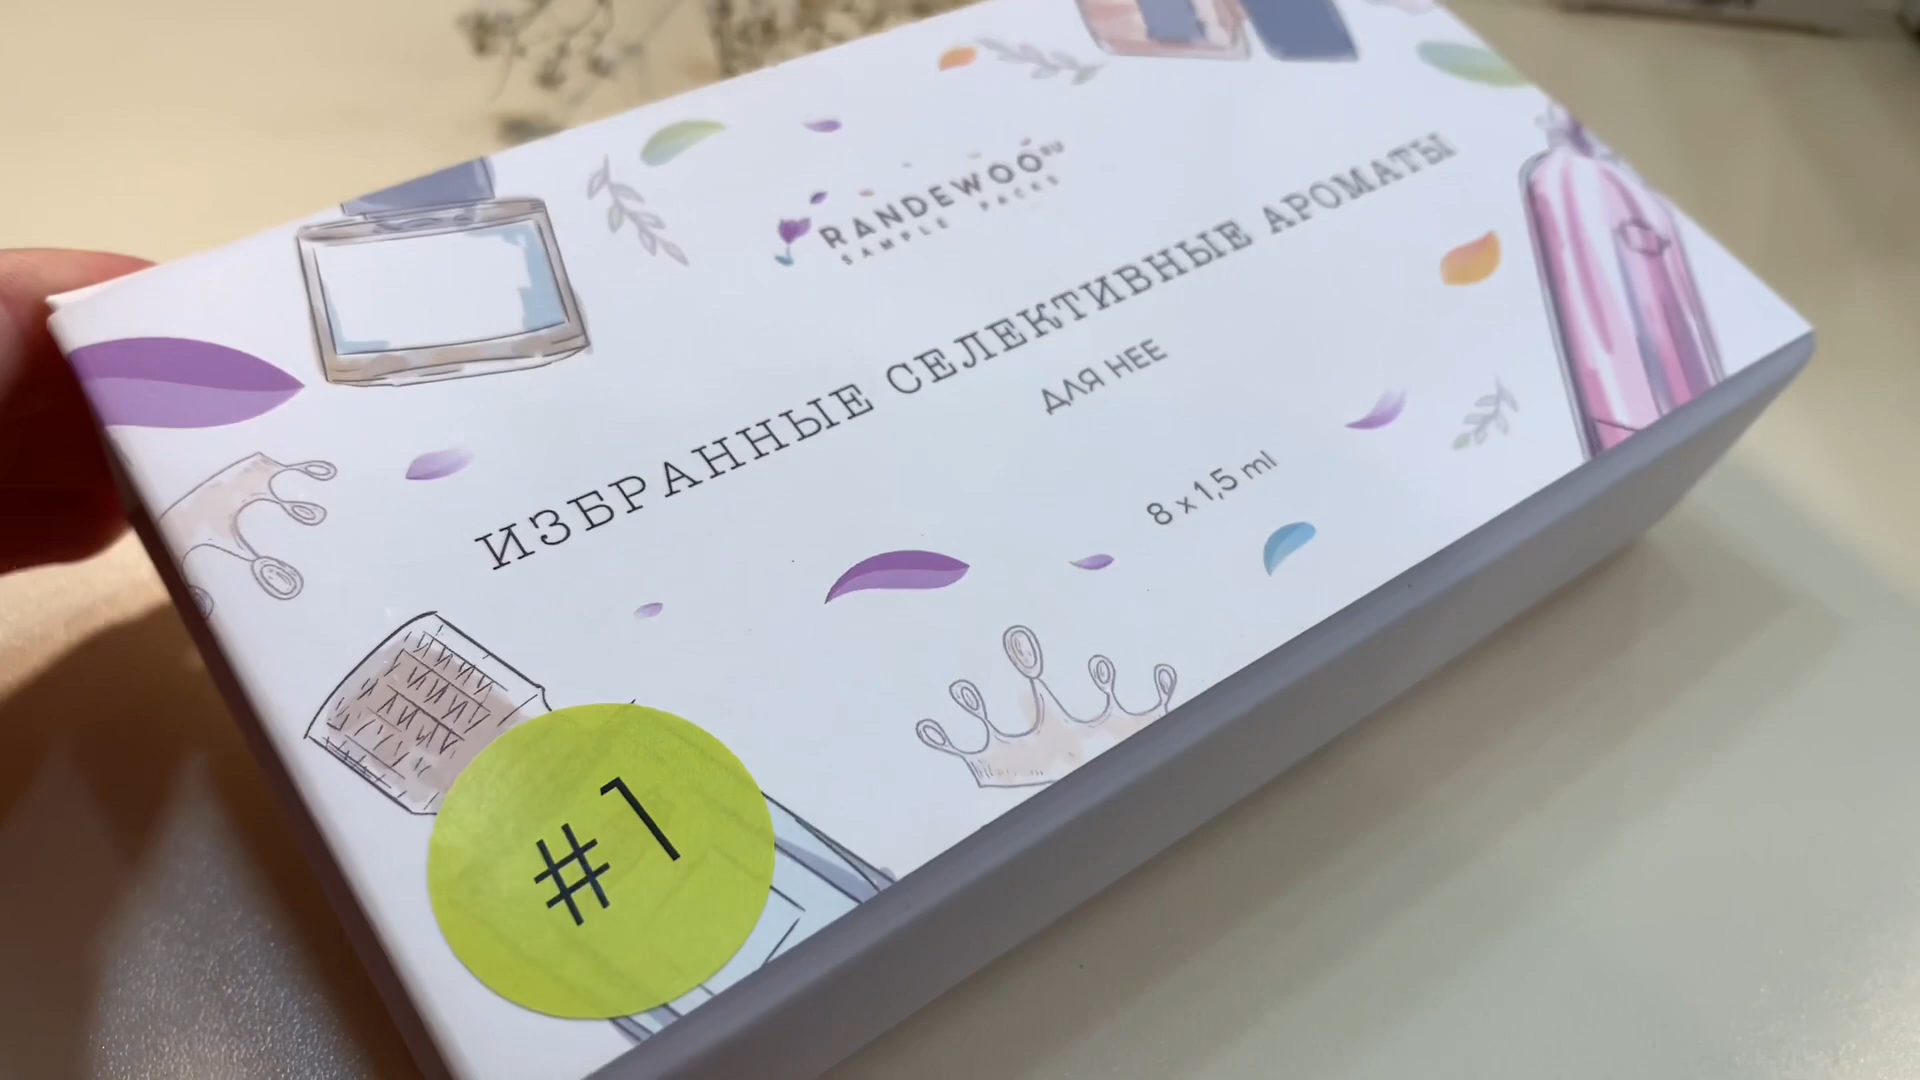 RANDEWOO RU
SAMPLE PACKS
ИЗБРАННЫЕ СЕЛЕКТИВНЫЕ АРОМАТЫ
ДЛЯ НЕЕ
8 x 1,5 ml
#1